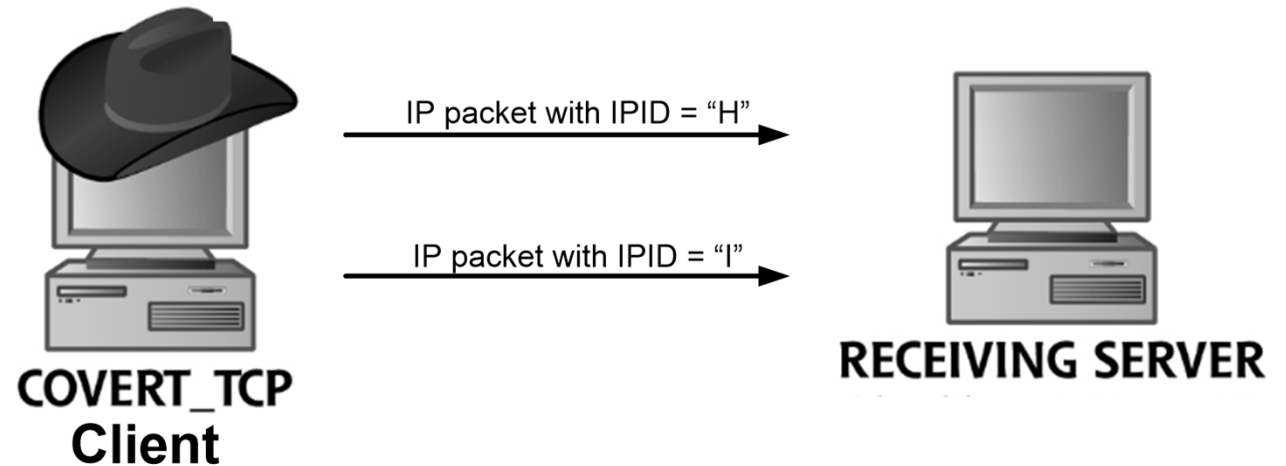 IP packet with IPID = “H”
IP packet with IPID = “I”
COVERT_TCP
Client
RECEIVING SERVER